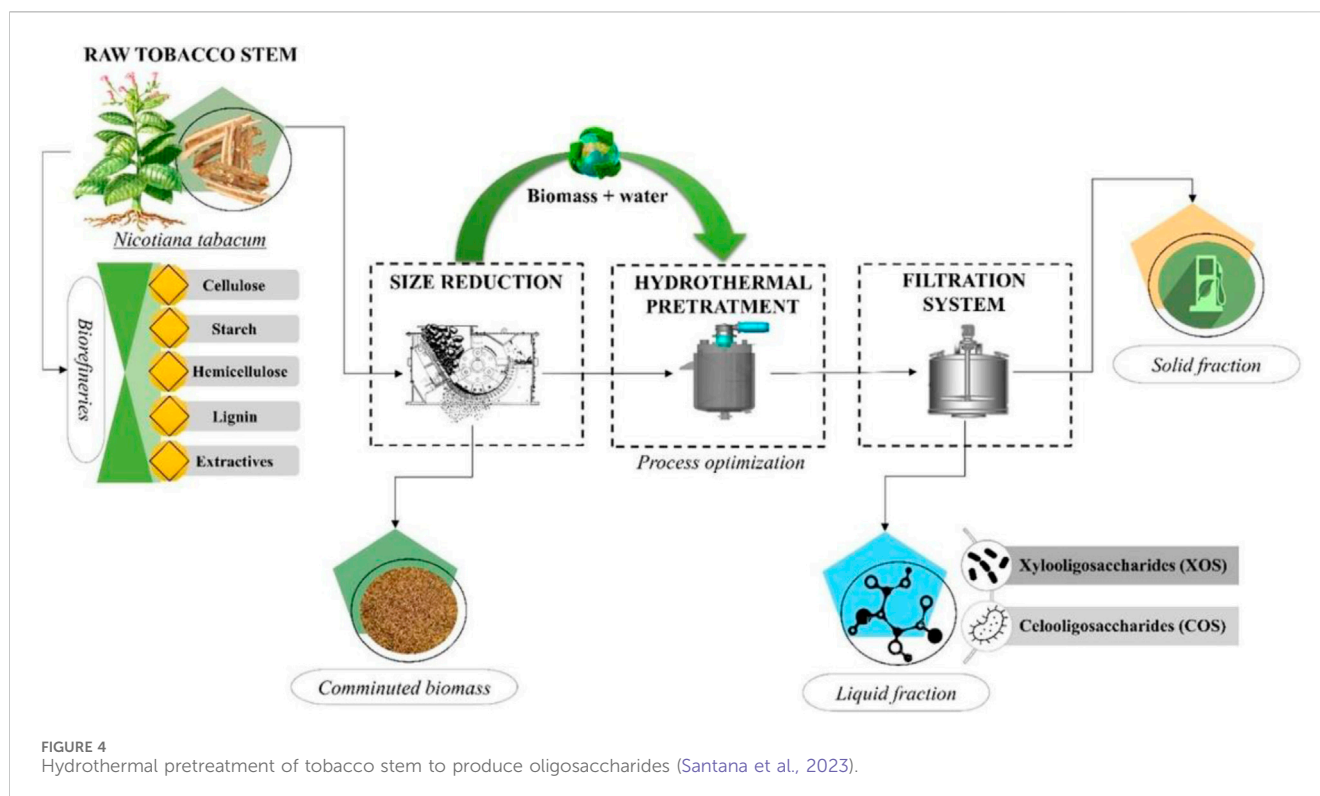 RAW TOBACCO STEM
Nicotiana tabacum
Biorefineries
Cellulose
Starch
Hemicellulose
Lignin
Extractives
Biomass + water
SIZE REDUCTION
HYDROTHERMAL
PRETRATMENT
Process optimization
FILTRATION
SYSTEM
Solid fraction
Comminuted biomass
Liquid fraction
Xylooligosaccharides (XOS)
Celooligosaccharides (COS)
FIGURE 4
Hydrothermal pretreatment of tobacco stem to produce oligosaccharides (Santana et al., 2023).